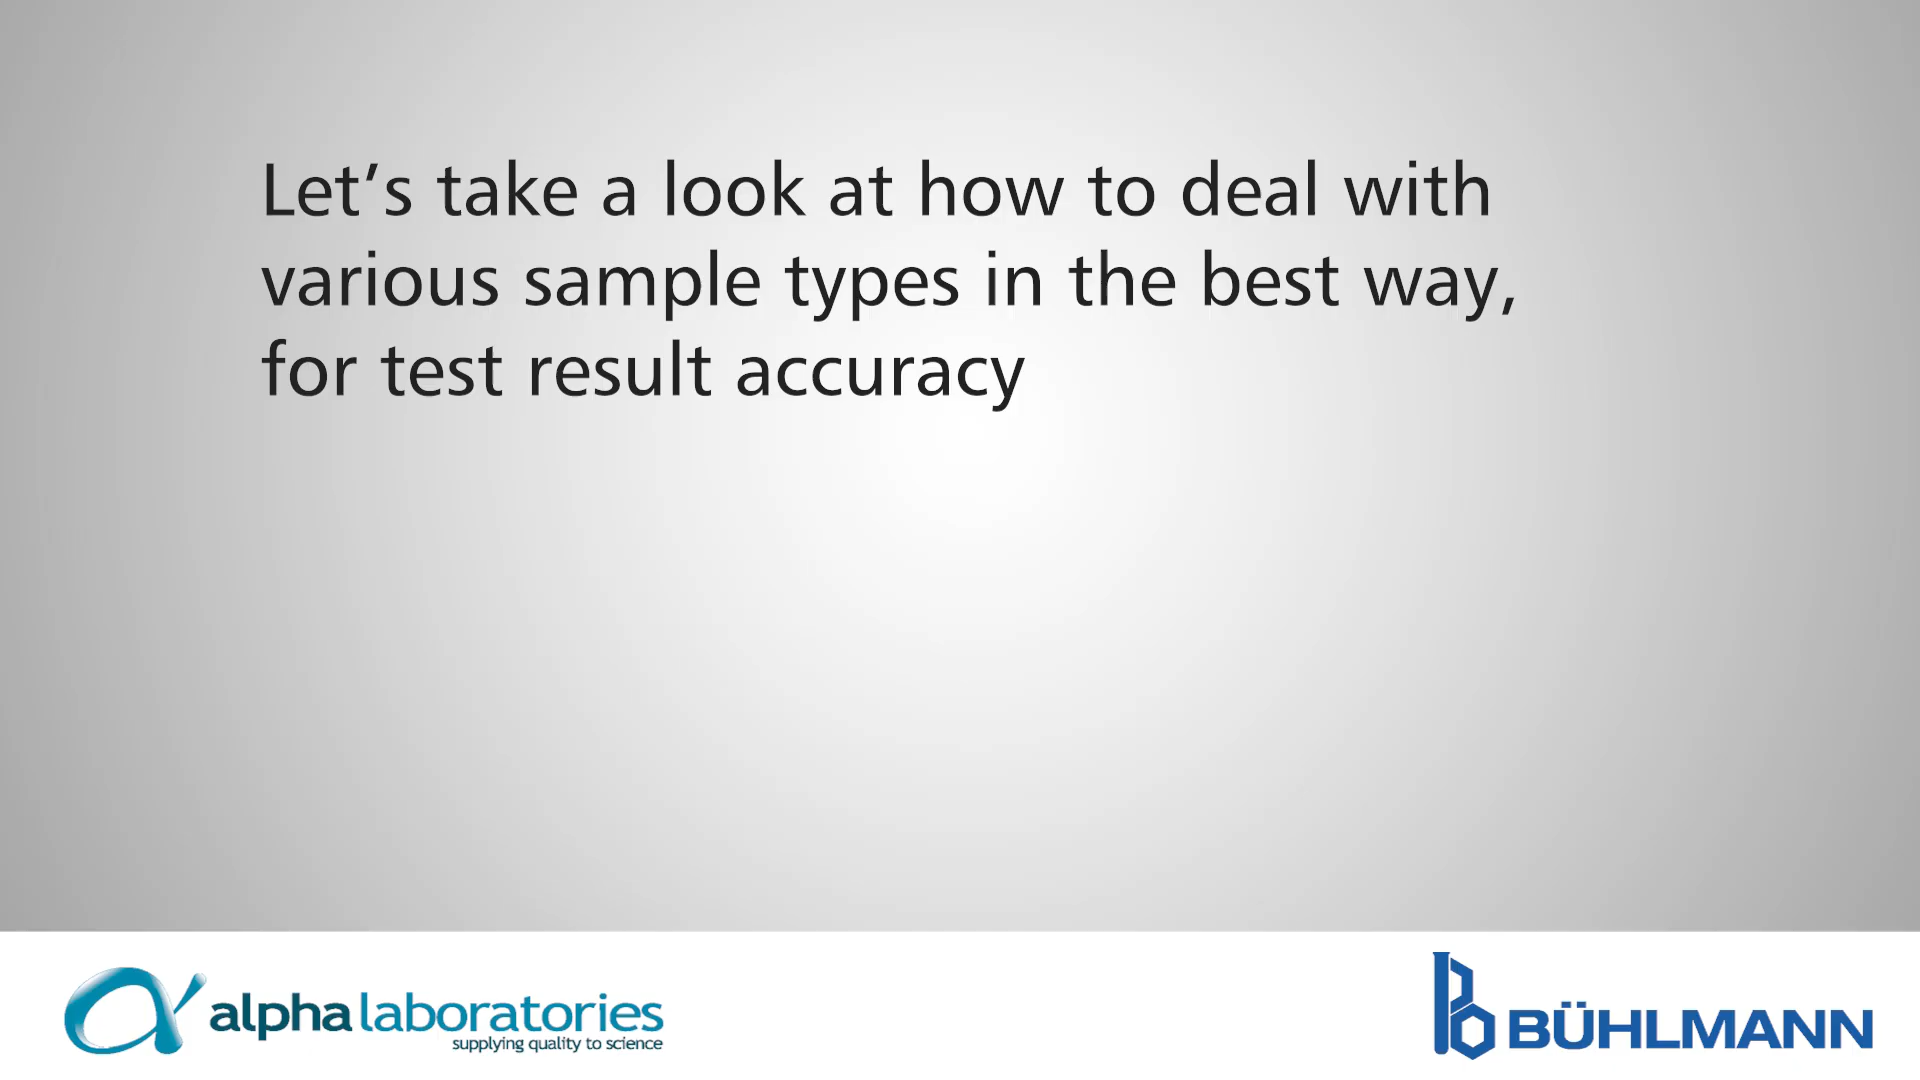 Let’s take a look at how to deal with
various sample types in the best way,
for test result accuracy
alpha laboratories
supplying quality to science
BÜHLMANN